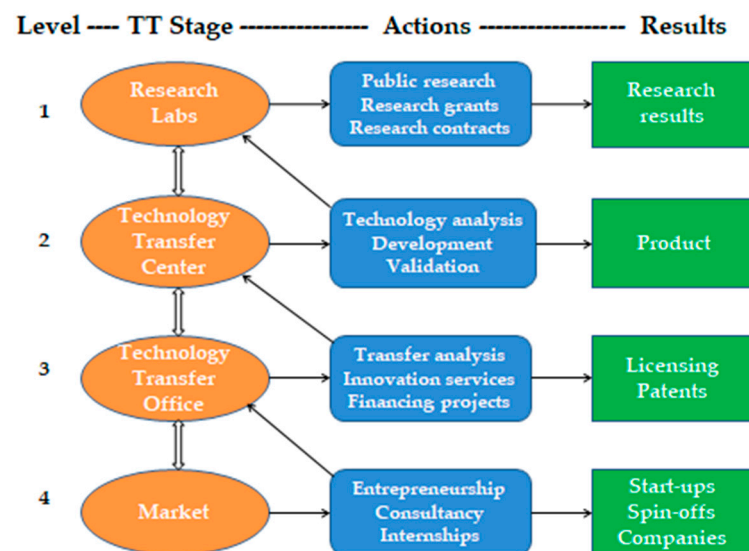 Level ---- TT Stage --------------- Actions ----------------- Results
1
Research
Labs
Public research
Research grants
Research contracts
Research
results
2
Technology
Transfer
Center
Technology analysis
Development
Validation
Product
3
Technology
Transfer
Office
Transfer analysis
Innovation services
Financing projects
Licensing
Patents
4
Market
Entrepreneurship
Consultancy
Internships
Start-ups
Spin-offs
Companies